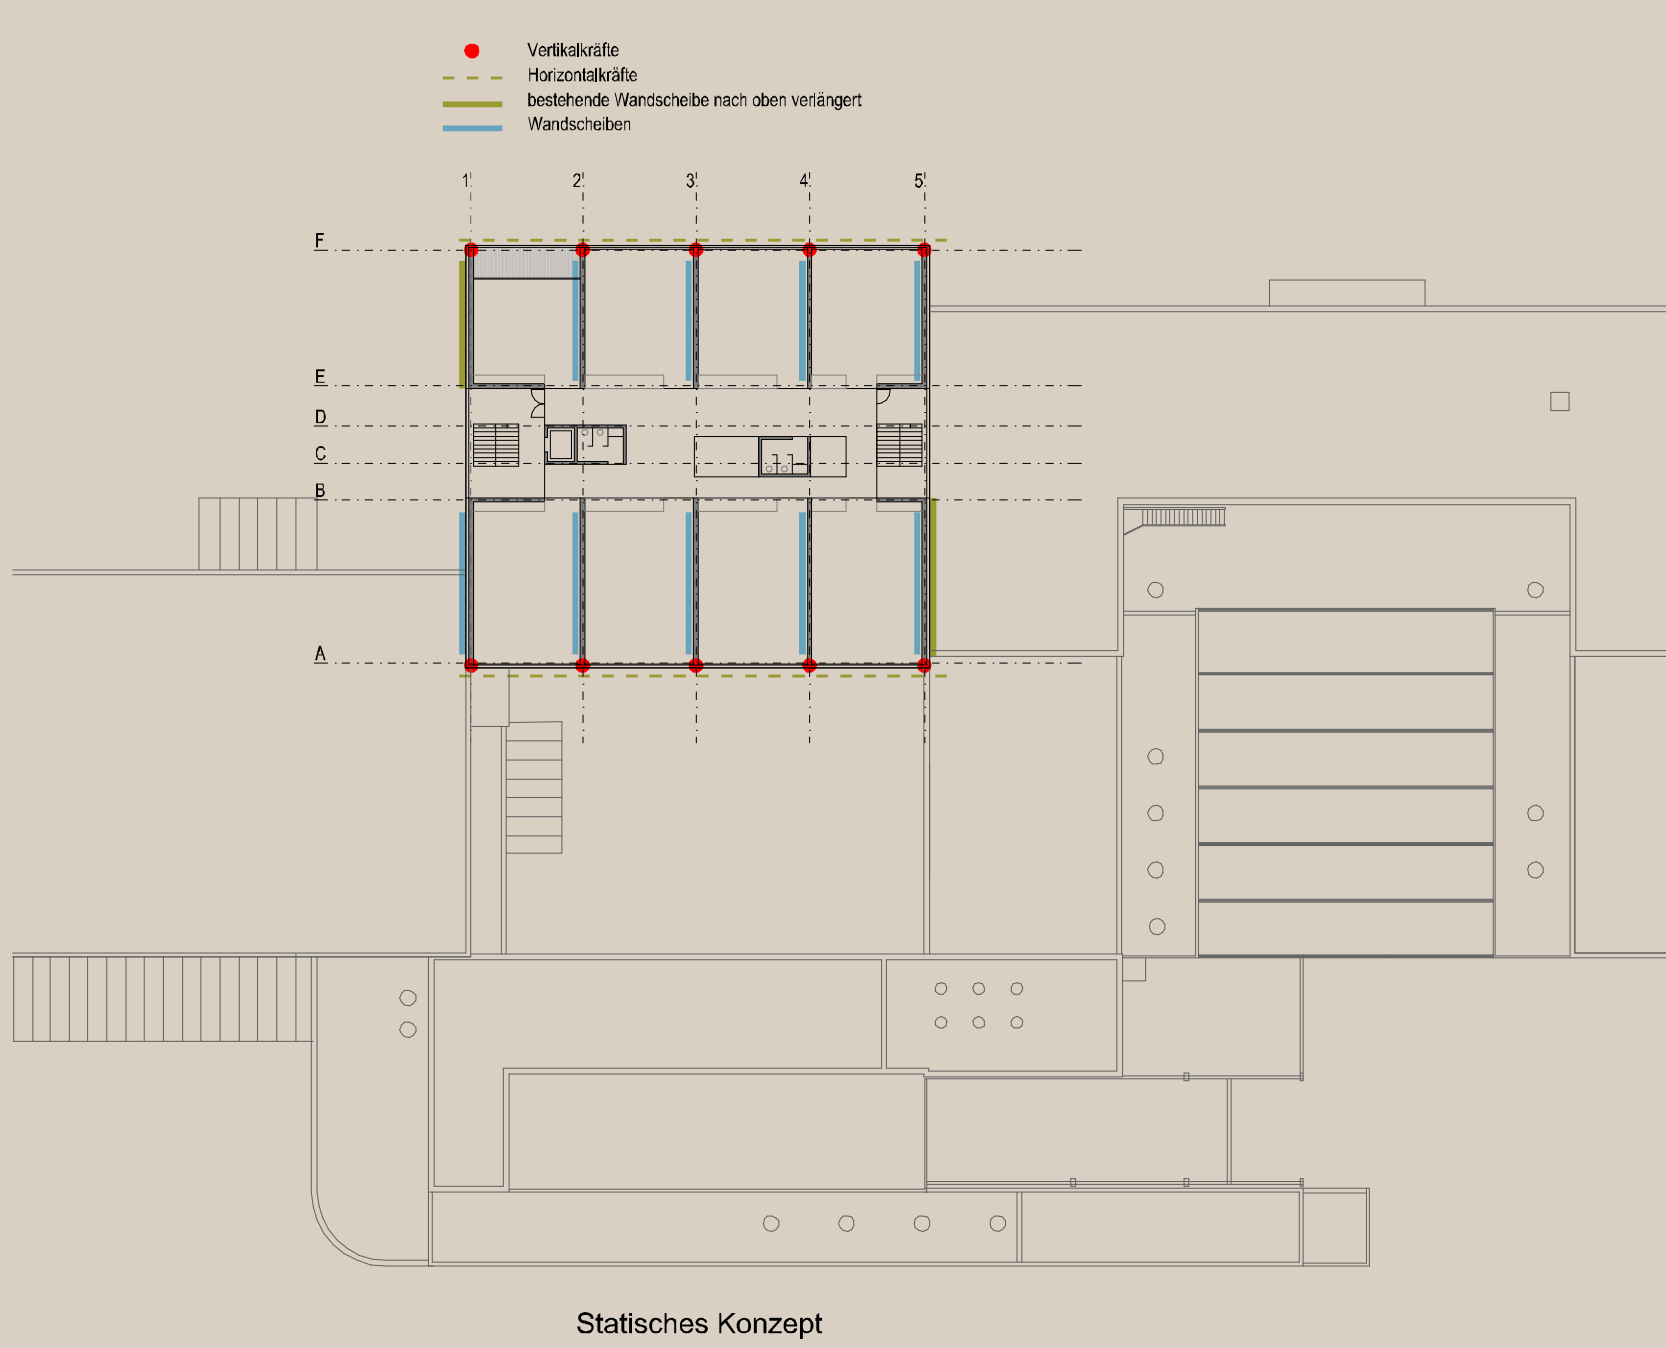 Vertikalkräfte
Horizontalkräfte
bestehende Wandscheibe nach oben verlängert
Wandscheiben
1 2 3 4 5
F
E
D
C
B
A
Statisches Konzept